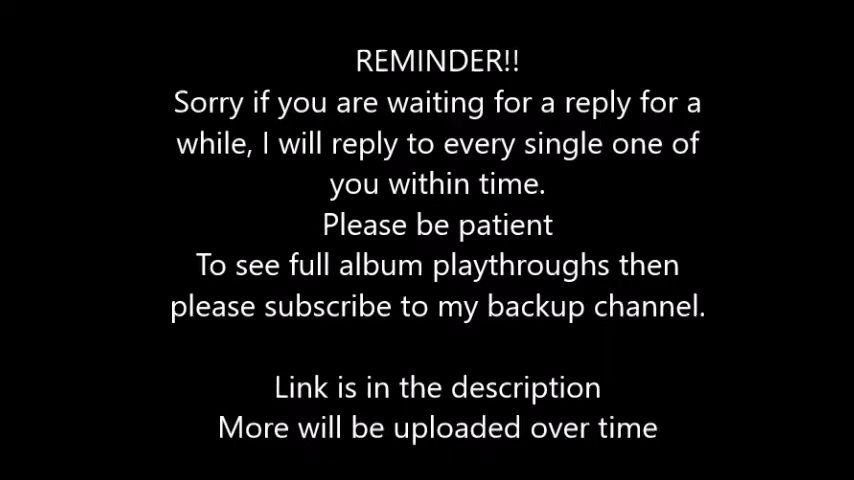 REMINDER!!
Sorry if you are waiting for a reply for a
while, I will reply to every single one of
you within time.
Please be patient
To see full album playthroughs then
please subscribe to my backup channel.
Link is in the description
More will be uploaded over time